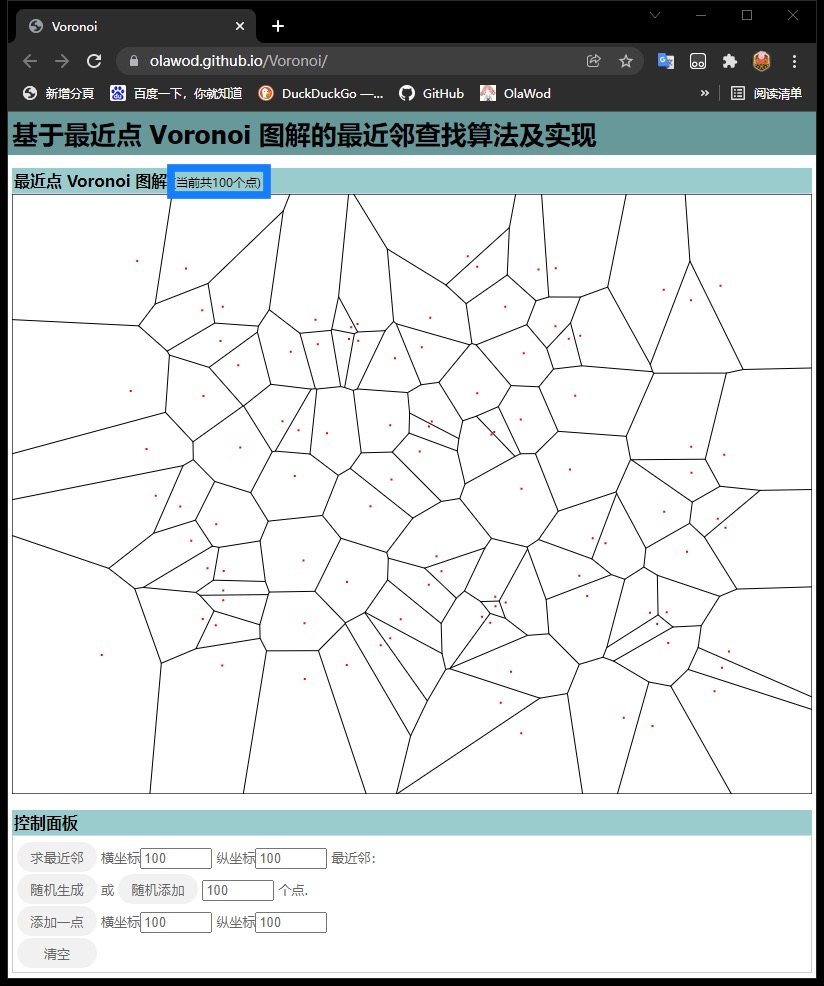 Voronoi
olawod.github.io/Voronoi/
新增分頁 百度一下，你就知道 DuckDuckGo —... GitHub OlaWod » 阅读清单
基于最近点 Voronoi 图解的最近邻查找算法及实现
最近点 Voronoi 图解(当前共100个点)
控制面板
求最近邻 横坐标 100 纵坐标 100 最近邻:
随机生成 或 随机添加 100 个点.
添加一点 横坐标 100 纵坐标 100
清空